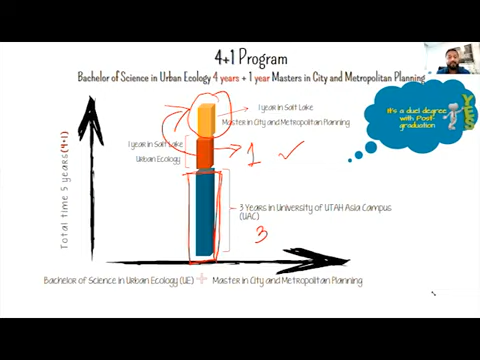 4+1 Program
Bachelor of Science in Urban Ecology 4 years + 1 year Masters in City and Metropolitan Planning
It's a duel degree
with Post-
graduation
YES
1 year in Salt Lake
Master in City and Metropolitan Planning
1 year in Salt Lake
Urban Ecology
1
3 Years in University of UTAH Asia Campus
(UAC)
3
Total time 5 years(4+1)
Bachelor of Science in Urban Ecology (UE) + Master in City and Metropolitan Planning